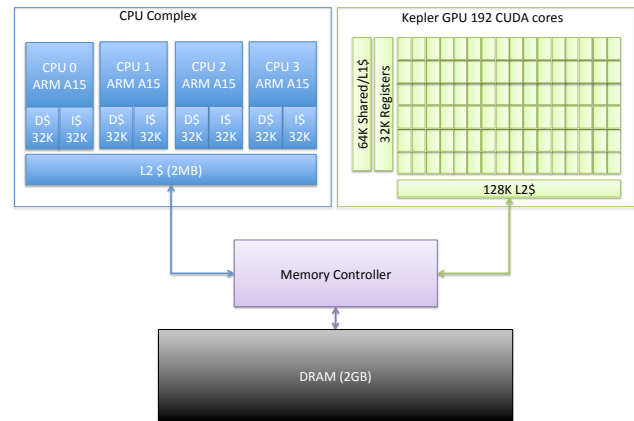 CPU Complex
CPU 0
ARM A15
D$
32K
I$
32K
CPU 1
ARM A15
D$
32K
I$
32K
CPU 2
ARM A15
D$
32K
I$
32K
CPU 3
ARM A15
D$
32K
I$
32K
L2 $ (2MB)
Kepler GPU 192 CUDA cores
64K Shared/L1$
32K Registers
128K L2$
Memory Controller
DRAM (2GB)